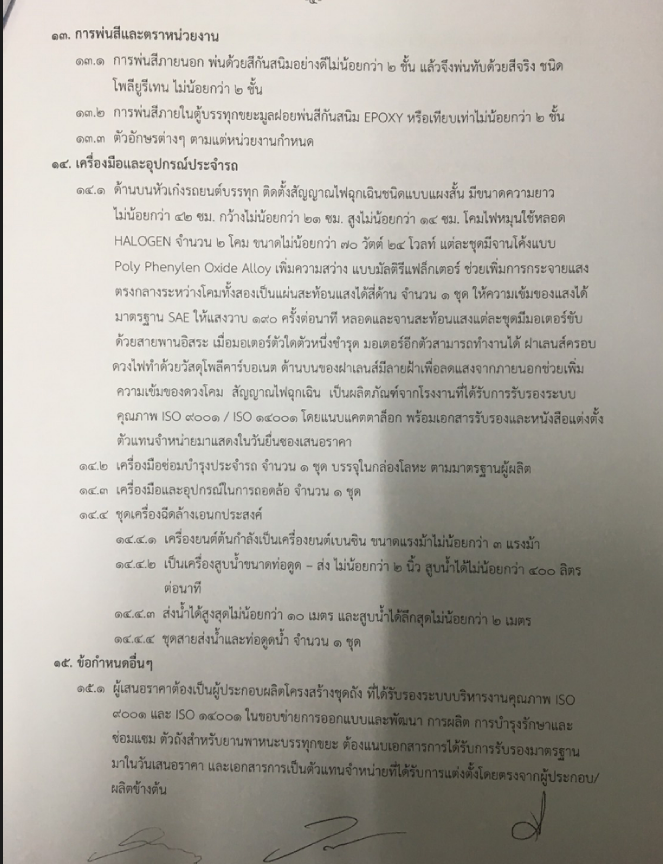 ๑๓. การพ่นสีและตราหน่วยงาน
๑๓.๑ การพ่นสีภายนอก พ่นด้วยสีกันสนิมอย่างดีไม่น้อยกว่า ๒ ชั้น แล้วจึงพ่นทับด้วยสีจริง ชนิด
โพลียูรีเทน ไม่น้อยกว่า ๒ ชั้น
๑๓.๒ การพ่นสีภายในตู้บรรทุกขยะมูลฝอยพ่นสีกันสนิม EPOXY หรือเทียบเท่าไม่น้อยกว่า ๒ ชั้น
๑๓.๓ ตัวอักษรต่างๆ ตามแต่หน่วยงานกำหนด
๑๔. เครื่องมือและอุปกรณ์ประจำรถ
๑๔.๑ ด้านบนหัวเก๋งรถยนต์บรรทุก ติดตั้งสัญญาณไฟฉุกเฉินชนิดแบบแผงสั้น มีขนาดความยาว
ไม่น้อยกว่า ๔๒ ซม. กว้างไม่น้อยกว่า ๒๑ ซม. สูงไม่น้อยกว่า ๑๔ ซม. โคมไฟหมุนใช้หลอด
HALOGEN จำนวน ๒ โคม ขนาดไม่น้อยกว่า ๗๐ วัตต์ ๒๔ โวลท์ แต่ละชุดมีจานโค้งแบบ
Poly Phenylen Oxide Alloy เพิ่มความสว่าง แบบมัลติรีแฟล็กเตอร์ ช่วยเพิ่มการกระจายแสง
ตรงกลางระหว่างโคมทั้งสองเป็นแผ่นสะท้อนแสงได้สี่ด้าน จำนวน ๑ ชุด ให้ความเข้มของแสงได้
มาตรฐาน SAE ให้แสงวาบ ๑๙๐ ครั้งต่อนาที หลอดและจานสะท้อนแสงแต่ละชุดมีมอเตอร์ขับ
ด้วยสายพานอิสระ เมื่อมอเตอร์ตัวใดตัวหนึ่งชำรุด มอเตอร์อีกตัวสามารถทำงานได้ ฝาเลนส์ครอบ
ดวงไฟทำด้วยวัสดุโพลีคาร์บอเนต ด้านบนของฝาเลนส์มีลายฝ้าเพื่อลดแสงจากภายนอกช่วยเพิ่ม
ความเข้มของดวงโคม สัญญาณไฟฉุกเฉิน เป็นผลิตภัณฑ์จากโรงงานที่ได้รับการรับรองระบบ
คุณภาพ ISO ๙๐๐๑ / ISO ๑๔๐๐๑ โดยแนบแคตตาล็อก พร้อมเอกสารรับรองและหนังสือแต่งตั้ง
ตัวแทนจำหน่ายมาแสดงในวันยื่นซองเสนอราคา
๑๔.๒ เครื่องมือซ่อมบำรุงประจำรถ จำนวน ๑ ชุด บรรจุในกล่องโลหะ ตามมาตรฐานผู้ผลิต
๑๔.๓ เครื่องมือและอุปกรณ์ในการถอดล้อ จำนวน ๑ ชุด
๑๔.๔ ชุดเครื่องฉีดล้างเอนกประสงค์
๑๔.๔.๑ เครื่องยนต์ต้นกำลังเป็นเครื่องยนต์เบนซิน ขนาดแรงม้าไม่น้อยกว่า ๓ แรงม้า
๑๔.๔.๒ เป็นเครื่องสูบน้ำขนาดท่อดูด – ส่ง ไม่น้อยกว่า ๒ นิ้ว สูบน้ำได้ไม่น้อยกว่า ๔๐๐ ลิตร
ต่อนาที
๑๔.๔.๓ ส่งน้ำได้สูงสุดไม่น้อยกว่า ๑๐ เมตร และสูบน้ำได้ลึกสุดไม่น้อยกว่า ๒ เมตร
๑๔.๔.๔ ชุดสายส่งน้ำและท่อดูดน้ำ จำนวน ๑ ชุด
๑๕. ข้อกำหนดอื่นๆ
๑๕.๑ ผู้เสนอราคาต้องเป็นผู้ประกอบผลิตโครงสร้างชุดถัง ที่ได้รับรองระบบบริหารงานคุณภาพ ISO
๙๐๐๑ และ ISO ๑๔๐๐๑ ในขอบข่ายการออกแบบและพัฒนา การผลิต การบำรุงรักษาและ
ซ่อมแซม ตัวถังสำหรับยานพาหนะบรรทุกขยะ ต้องแนบเอกสารการได้รับการรับรองมาตรฐาน
มาในวันเสนอราคา และเอกสารการเป็นตัวแทนจำหน่ายที่ได้รับการแต่งตั้งโดยตรงจากผู้ประกอบ/
ผลิตข้างต้น